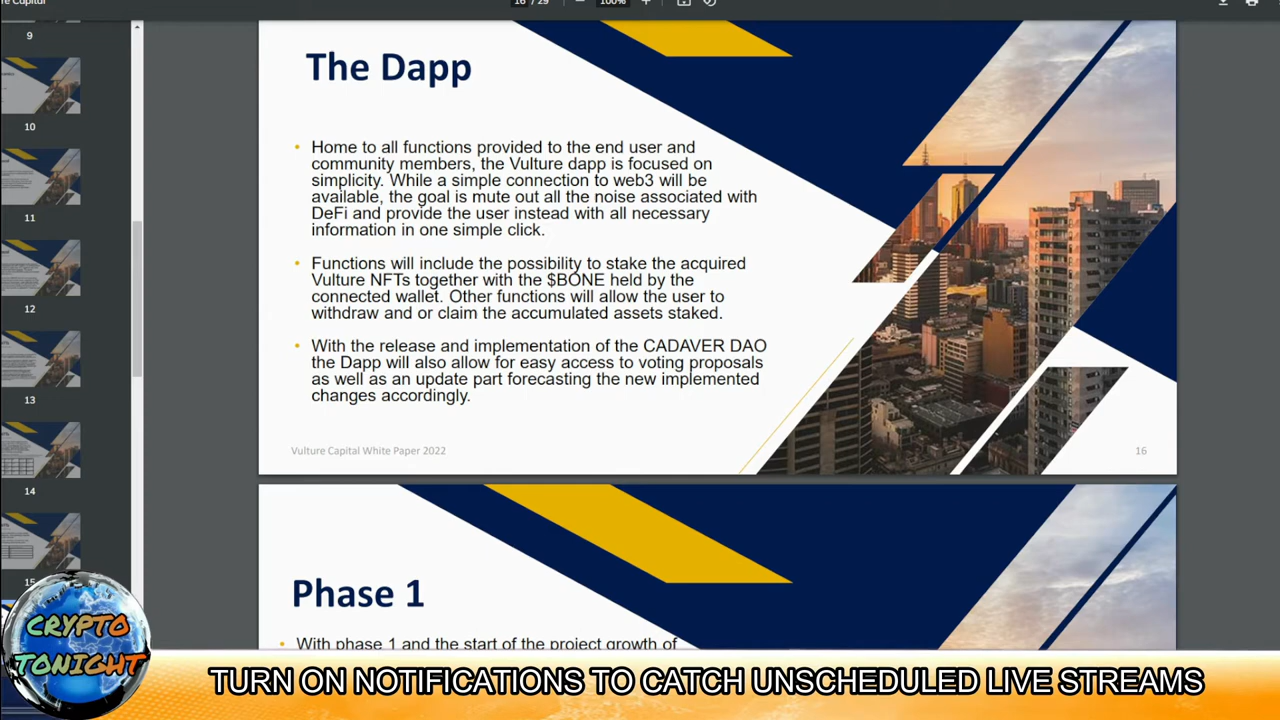 16 / 29
100%
9
10
11
12
13
14
15
The Dapp
• Home to all functions provided to the end user and
community members, the Vulture dapp is focused on
simplicity. While a simple connection to web3 will be
available, the goal is mute out all the noise associated with
DeFi and provide the user instead with all necessary
information in one simple click.
• Functions will include the possibility to stake the acquired
Vulture NFTs together with the $BONE held by the
connected wallet. Other functions will allow the user to
withdraw and or claim the accumulated assets staked.
• With the release and implementation of the CADAVER DAO
the Dapp will also allow for easy access to voting proposals
as well as an update part forecasting the new implemented
changes accordingly.
Vulture Capital White Paper 2022
16
Phase 1
• With phase 1 and the start of the project growth of
CRYPTO
TONIGHT
TURN ON NOTIFICATIONS TO CATCH UNSCHEDULED LIVE STREAMS